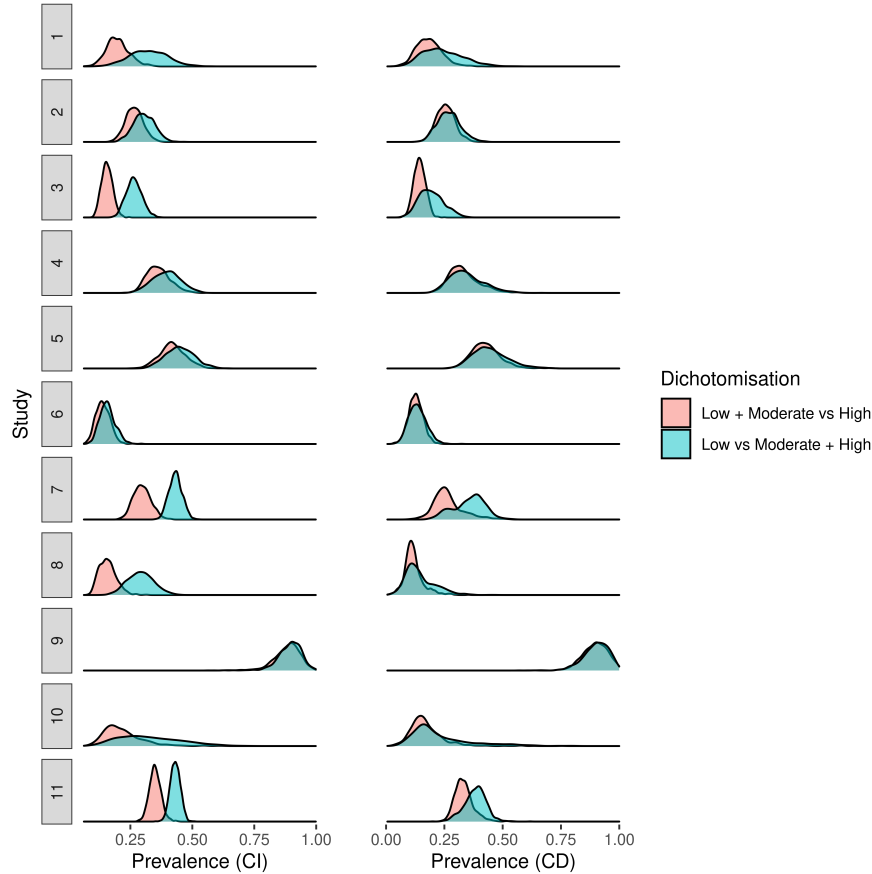 1
2
3
4
5
6
7
8
9
10
11
Study
0.25 0.50 0.75 1.00
0.00 0.25 0.50 0.75 1.00
Prevalence (CI)
Prevalence (CD)
Dichotomisation
Low + Moderate vs High
Low vs Moderate + High